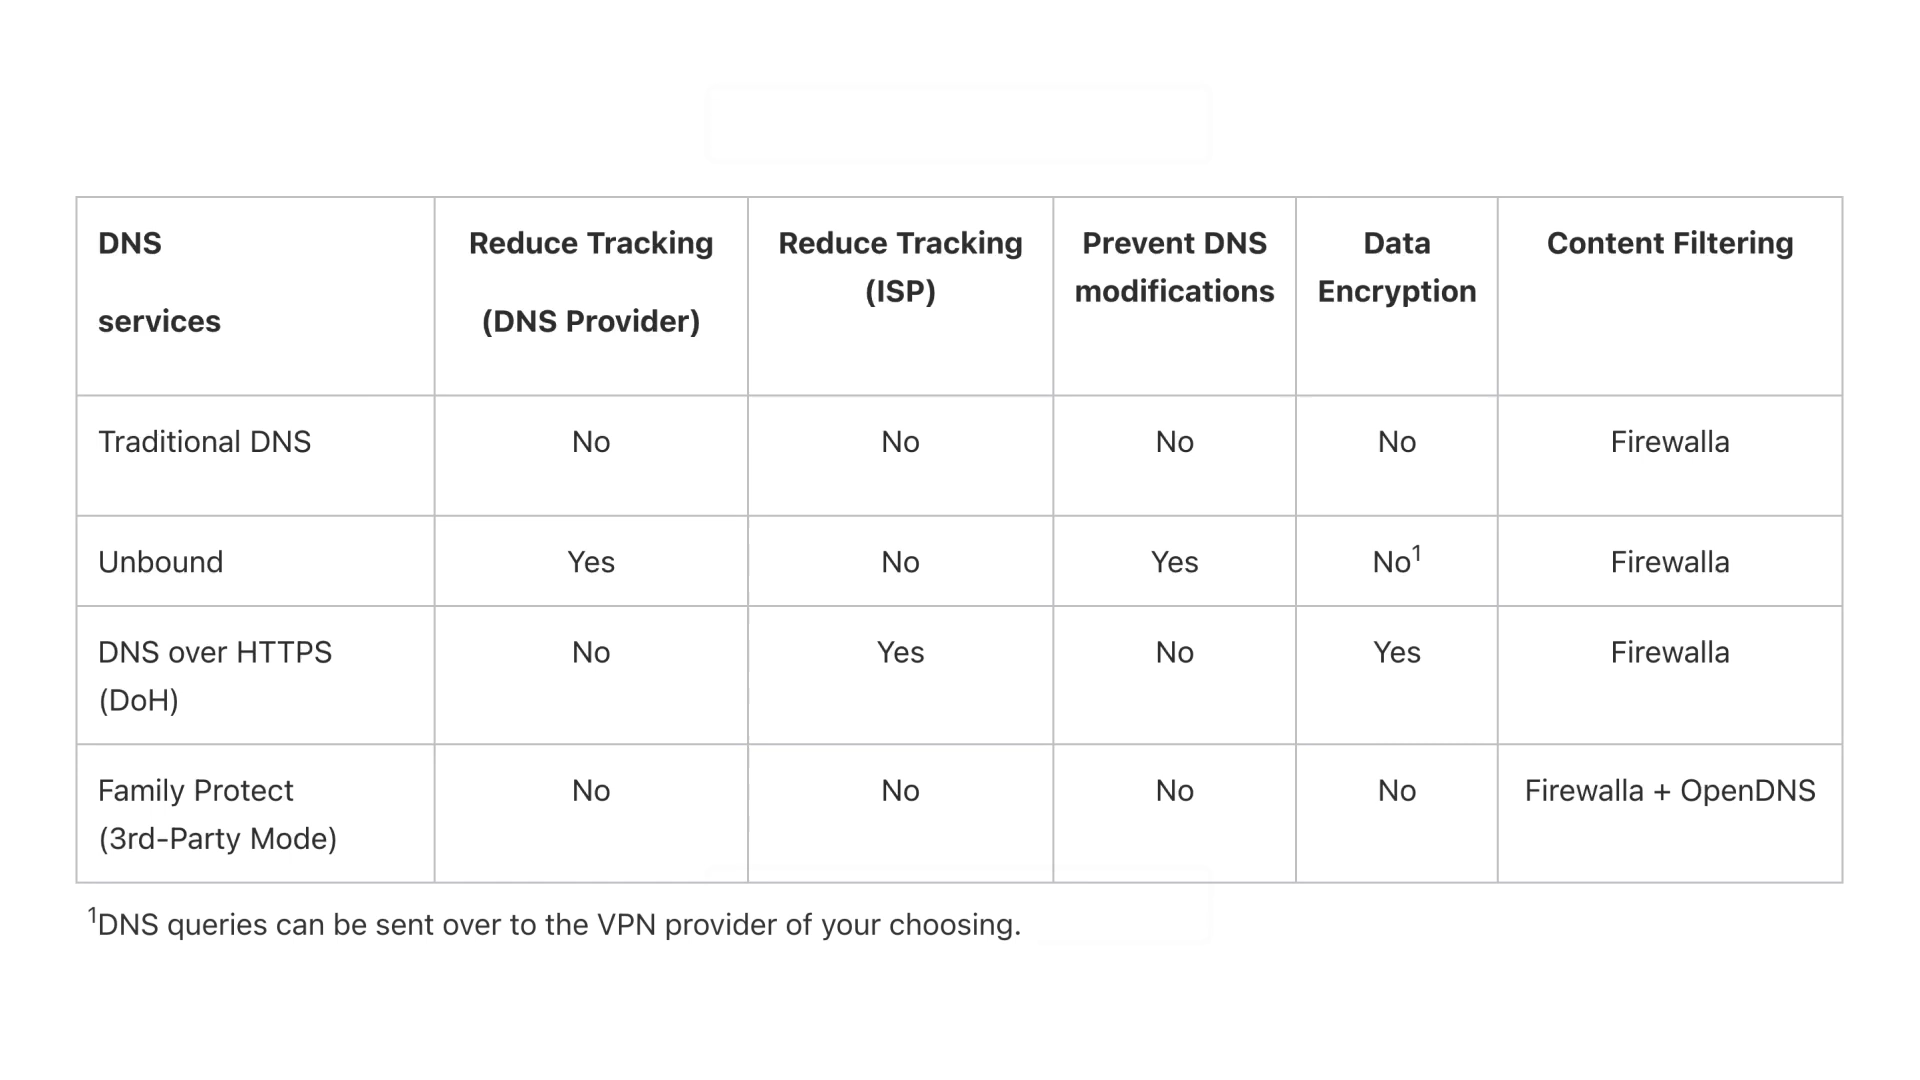 DNS services | Reduce Tracking (DNS Provider) | Reduce Tracking (ISP) | Prevent DNS modifications | Data Encryption | Content Filtering
Traditional DNS | No | No | No | No | Firewalla
Unbound | Yes | No | Yes | No¹ | Firewalla
DNS over HTTPS (DoH) | No | Yes | No | Yes | Firewalla
Family Protect (3rd-Party Mode) | No | No | No | No | Firewalla + OpenDNS
¹DNS queries can be sent over to the VPN provider of your choosing.